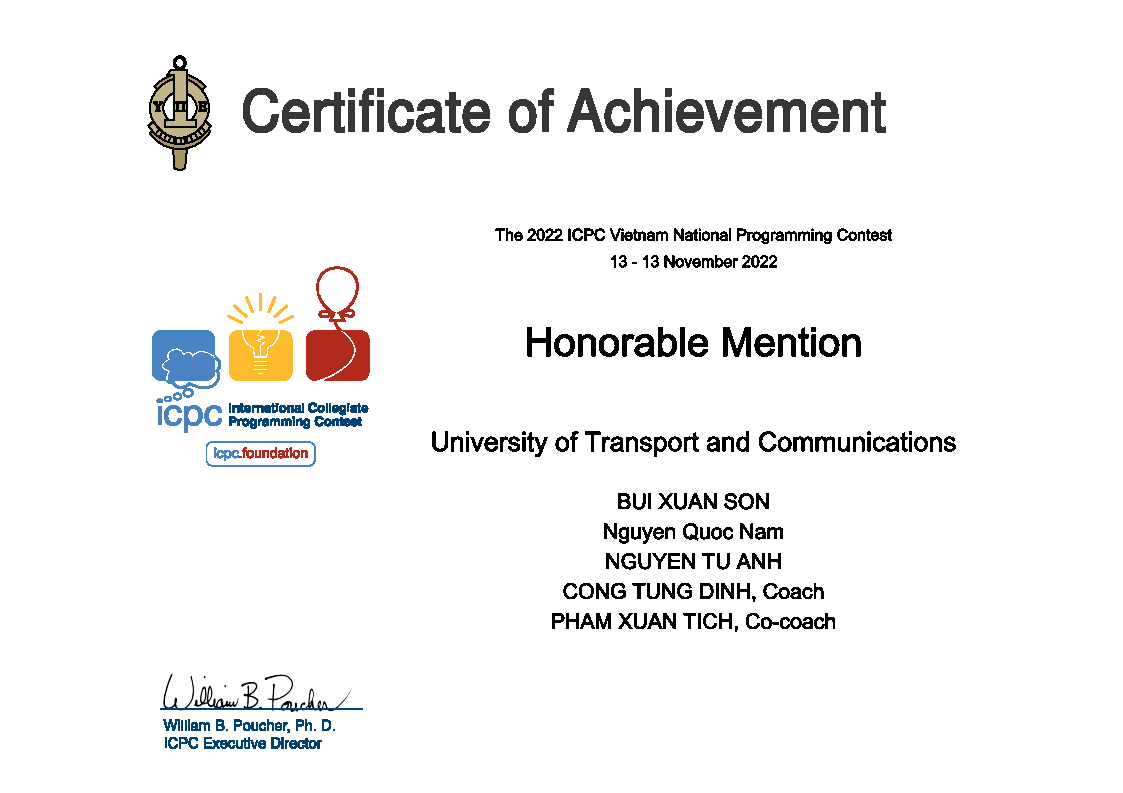 Certificate of Achievement
The 2022 ICPC Vietnam National Programming Contest
13 - 13 November 2022
Honorable Mention
icpc International Collegiate
Programming Contest
icpc.foundation
University of Transport and Communications
BUI XUAN SON
Nguyen Quoc Nam
NGUYEN TU ANH
CONG TUNG DINH, Coach
PHAM XUAN TICH, Co-coach
William B. Poucher
William B. Poucher, Ph. D.
ICPC Executive Director